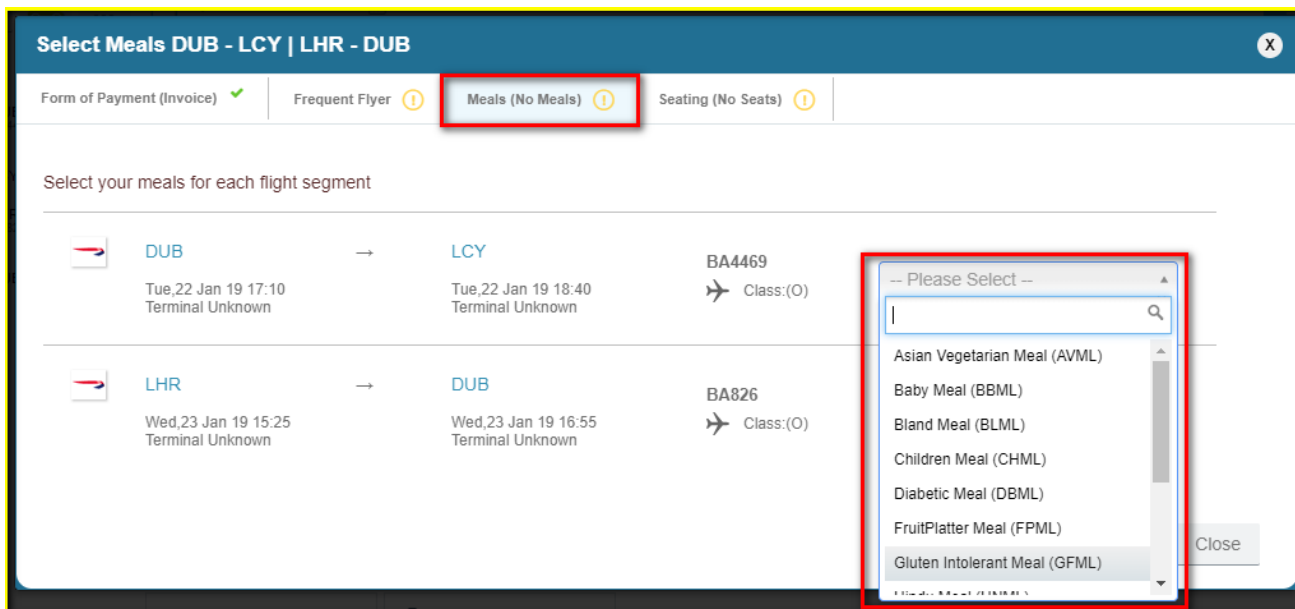 Select Meals DUB - LCY | LHR - DUB
X
Form of Payment (Invoice)
Frequent Flyer
Meals (No Meals)
Seating (No Seats)
Select your meals for each flight segment
DUB → LCY
BA4469
Tue,22 Jan 19 17:10
Terminal Unknown
Tue,22 Jan 19 18:40
Terminal Unknown
Class:(O)
LHR → DUB
BA826
Wed,23 Jan 19 15:25
Terminal Unknown
Wed,23 Jan 19 16:55
Terminal Unknown
Class:(O)
-- Please Select --
Asian Vegetarian Meal (AVML)
Baby Meal (BBML)
Bland Meal (BLML)
Children Meal (CHML)
Diabetic Meal (DBML)
FruitPlatter Meal (FPML)
Gluten Intolerant Meal (GFML)
Close